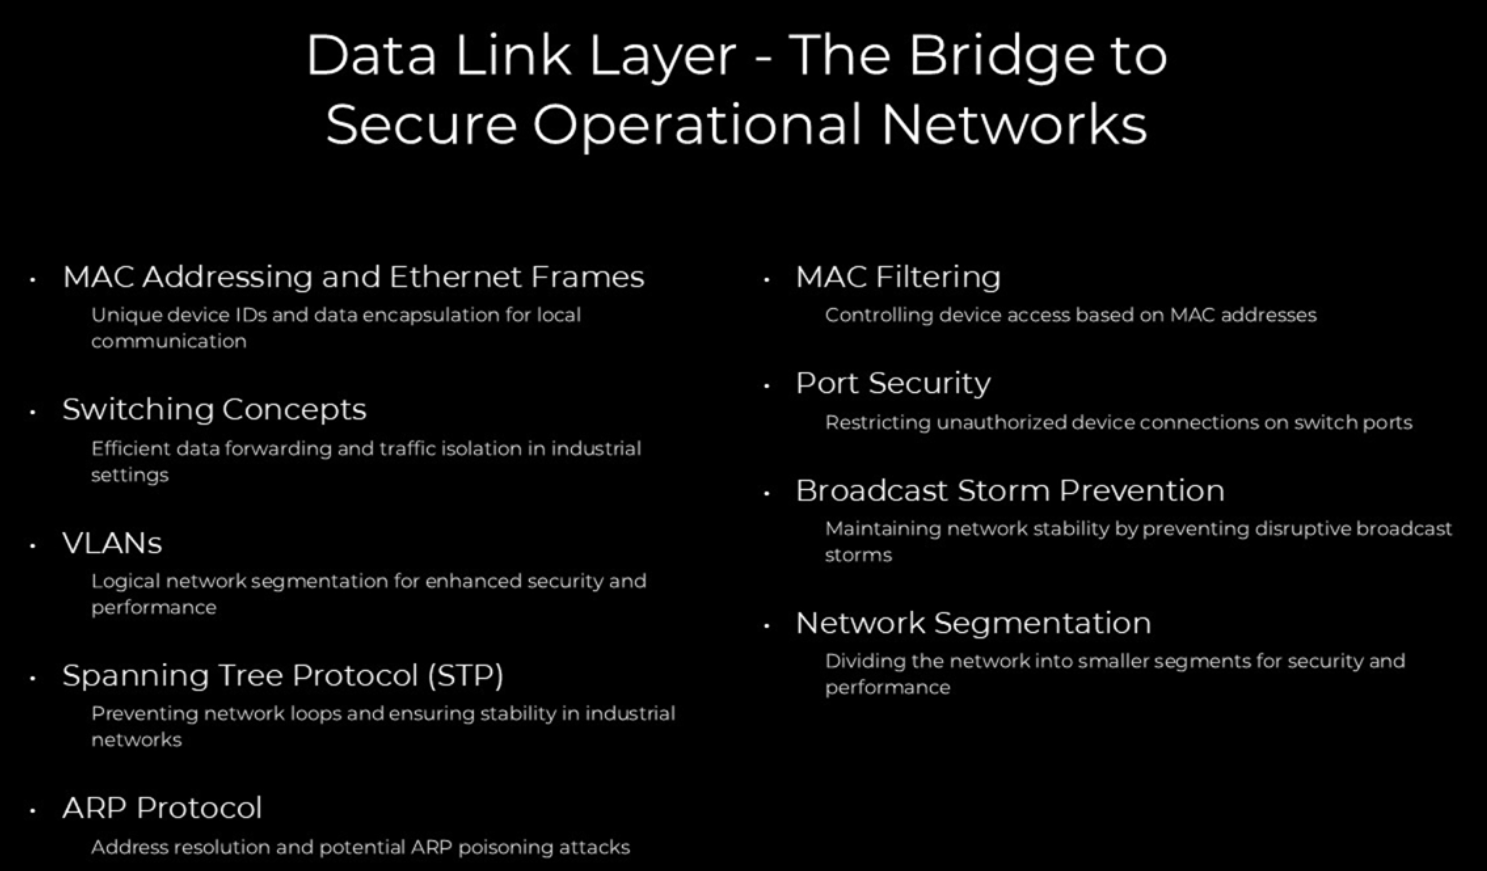 Data Link Layer - The Bridge to
Secure Operational Networks
• MAC Addressing and Ethernet Frames
Unique device IDs and data encapsulation for local
communication
• Switching Concepts
Efficient data forwarding and traffic isolation in industrial
settings
• VLANs
Logical network segmentation for enhanced security and
performance
• Spanning Tree Protocol (STP)
Preventing network loops and ensuring stability in industrial
networks
• ARP Protocol
Address resolution and potential ARP poisoning attacks
• MAC Filtering
Controlling device access based on MAC addresses
• Port Security
Restricting unauthorized device connections on switch ports
• Broadcast Storm Prevention
Maintaining network stability by preventing disruptive broadcast
storms
• Network Segmentation
Dividing the network into smaller segments for security and
performance